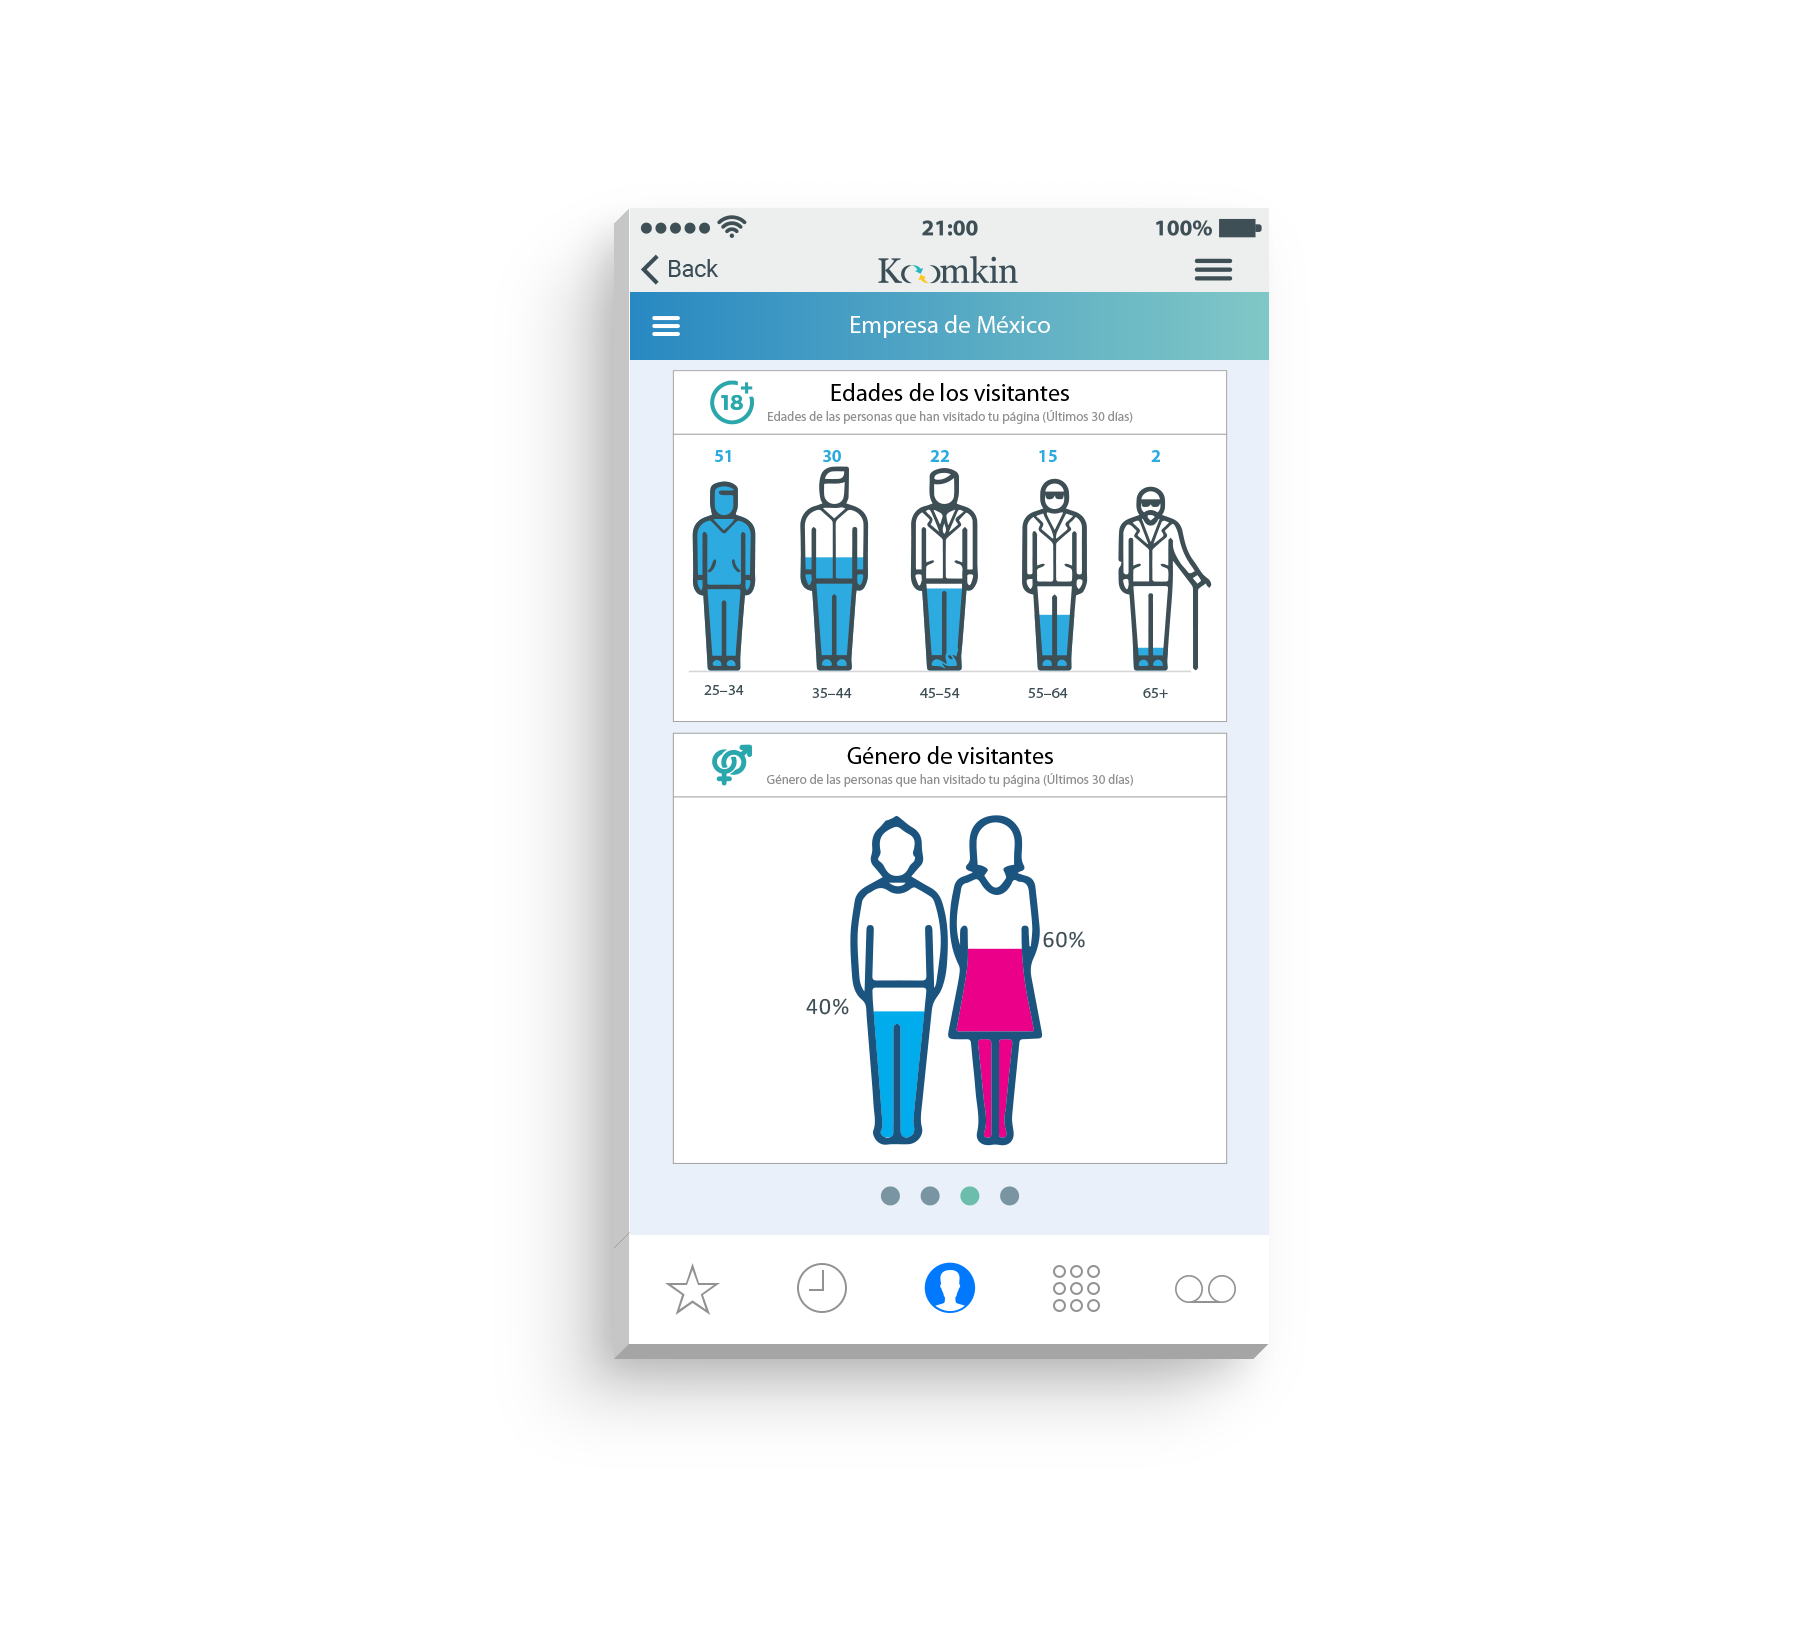 21:00
100%
Back
Koomkin
Empresa de México
18+
Edades de los visitantes
Edades de las personas que han visitado tu página (Últimos 30 días)
51 30 22 15 2
25–34 35–44 45–54 55–64 65+
Género de visitantes
Género de las personas que han visitado tu página (Últimos 30 días)
60%
40%